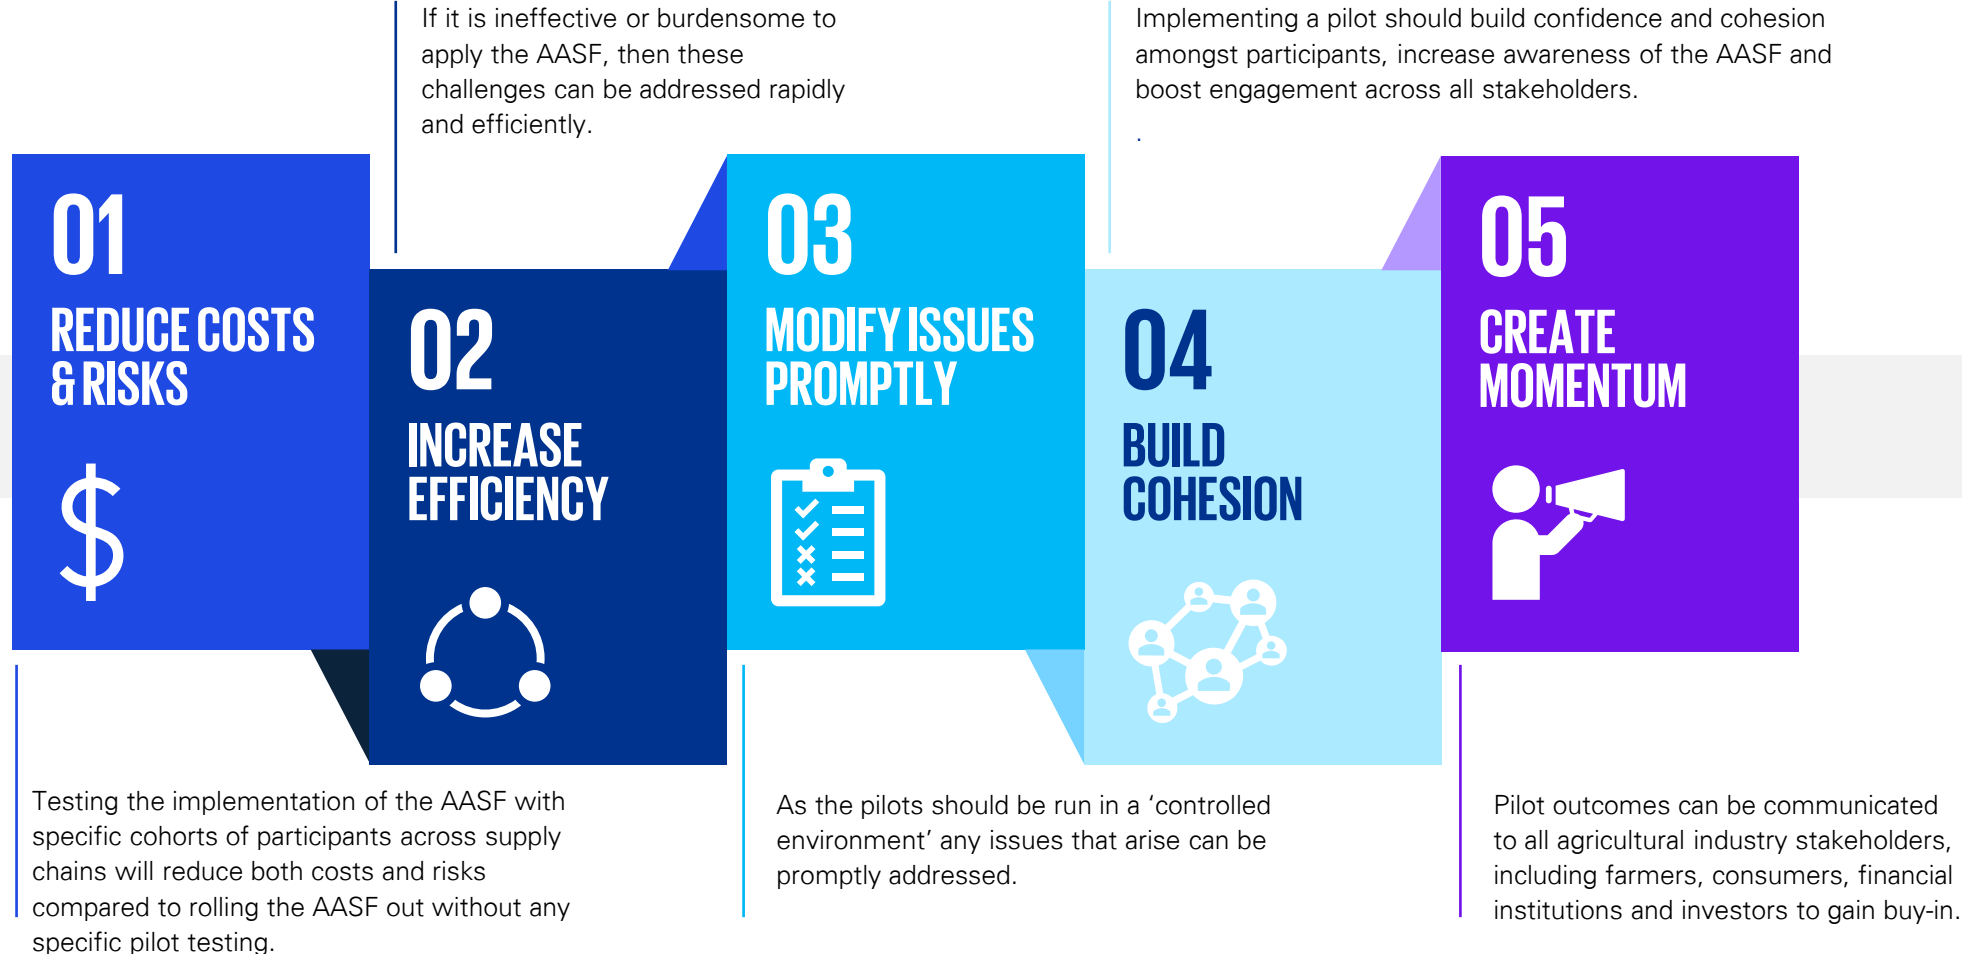 If it is ineffective or burdensome to
apply the AASF, then these
challenges can be addressed rapidly
and efficiently.
Implementing a pilot should build confidence and cohesion
amongst participants, increase awareness of the AASF and
boost engagement across all stakeholders.
.
01
REDUCE COSTS
& RISKS
$
02
INCREASE
EFFICIENCY
03
MODIFY ISSUES
PROMPTLY
04
BUILD
COHESION
05
CREATE
MOMENTUM
Testing the implementation of the AASF with
specific cohorts of participants across supply
chains will reduce both costs and risks
compared to rolling the AASF out without any
specific pilot testing.
As the pilots should be run in a ‘controlled
environment’ any issues that arise can be
promptly addressed.
Pilot outcomes can be communicated
to all agricultural industry stakeholders,
including farmers, consumers, financial
institutions and investors to gain buy-in.